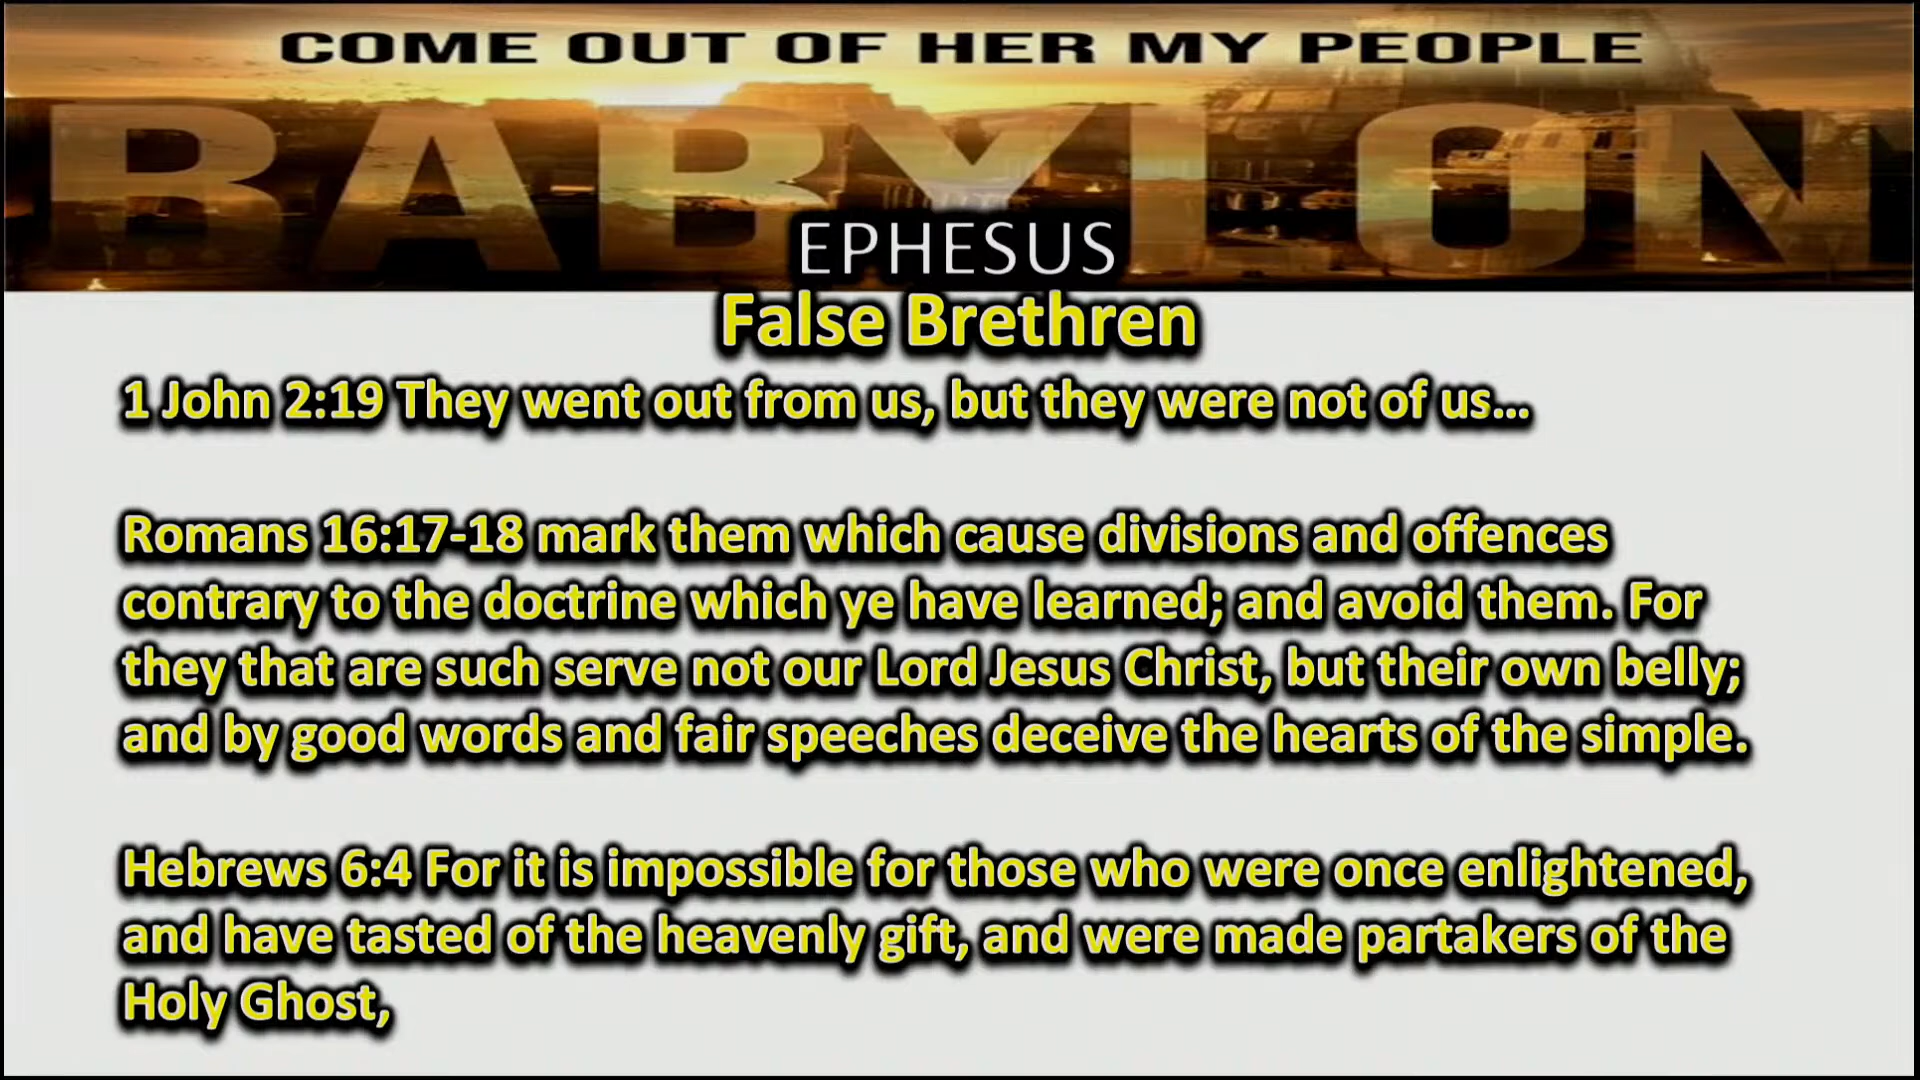 COME OUT OF HER MY PEOPLE
BABYLON
EPHESUS
False Brethren
1 John 2:19 They went out from us, but they were not of us...
Romans 16:17-18 mark them which cause divisions and offences
contrary to the doctrine which ye have learned; and avoid them. For
they that are such serve not our Lord Jesus Christ, but their own belly;
and by good words and fair speeches deceive the hearts of the simple.
Hebrews 6:4 For it is impossible for those who were once enlightened,
and have tasted of the heavenly gift, and were made partakers of the
Holy Ghost,